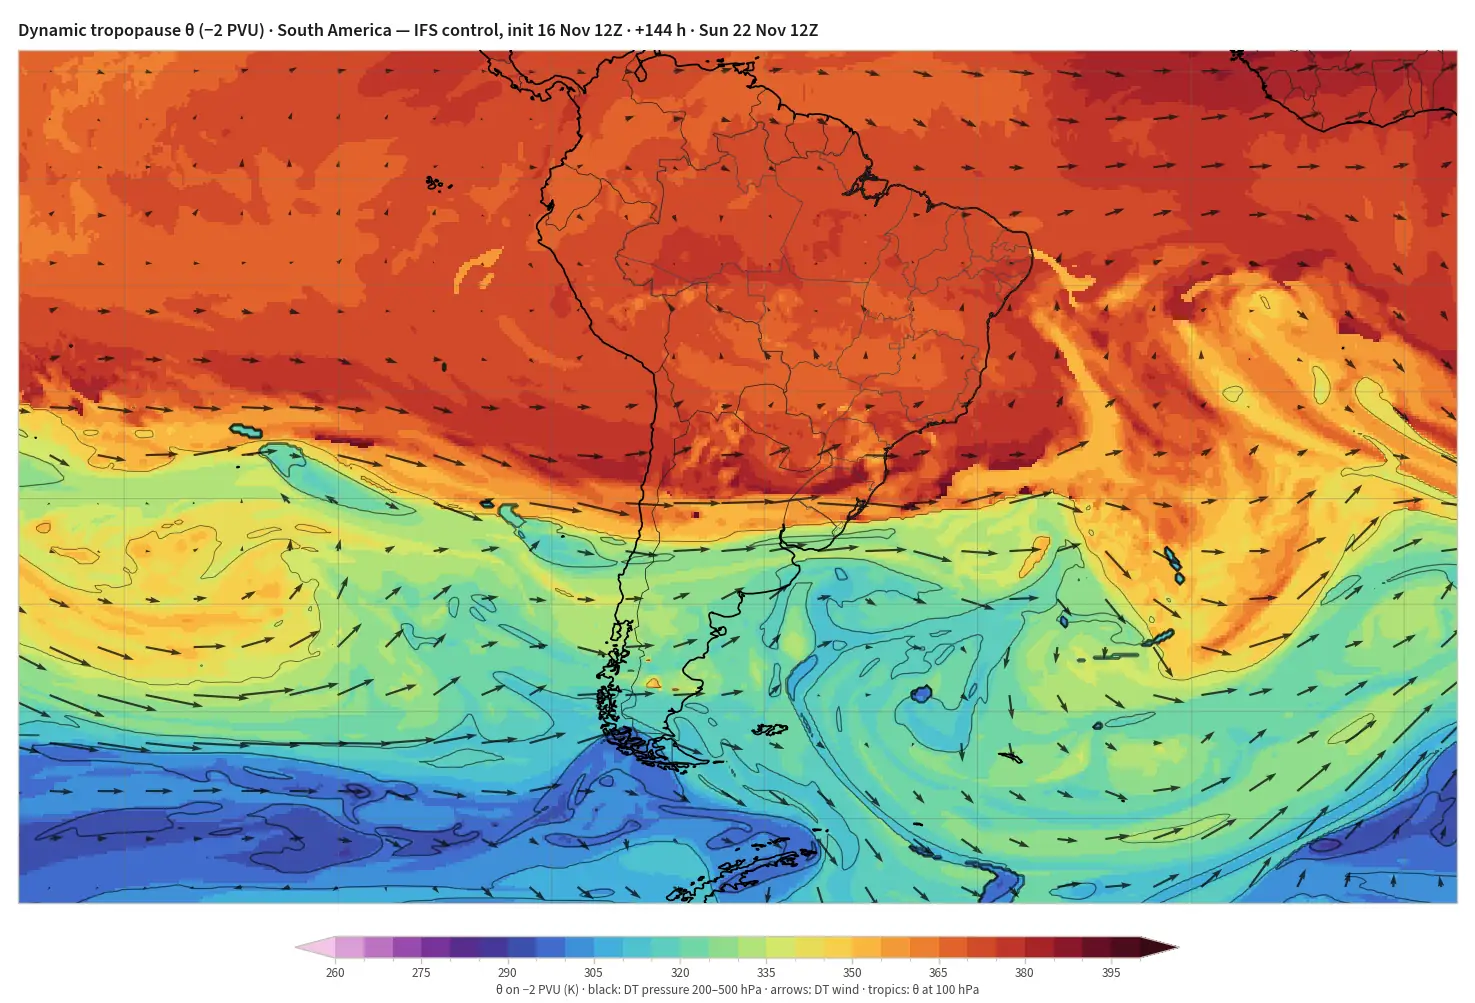 Dynamic tropopause θ (−2 PVU) · South America — IFS control, init 16 Nov 12Z · +144 h · Sun 22 Nov 12Z
260 275 290 305 320 335 350 365 380 395
θ on −2 PVU (K) · black: DT pressure 200–500 hPa · arrows: DT wind · tropics: θ at 100 hPa